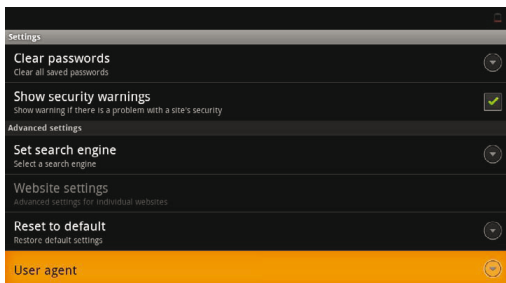 Settings
Clear passwords
Clear all saved passwords
Show security warnings
Show warning if there is a problem with a site's security
Advanced settings
Set search engine
Select a search engine
Website settings
Advanced settings for individual websites
Reset to default
Restore default settings
User agent